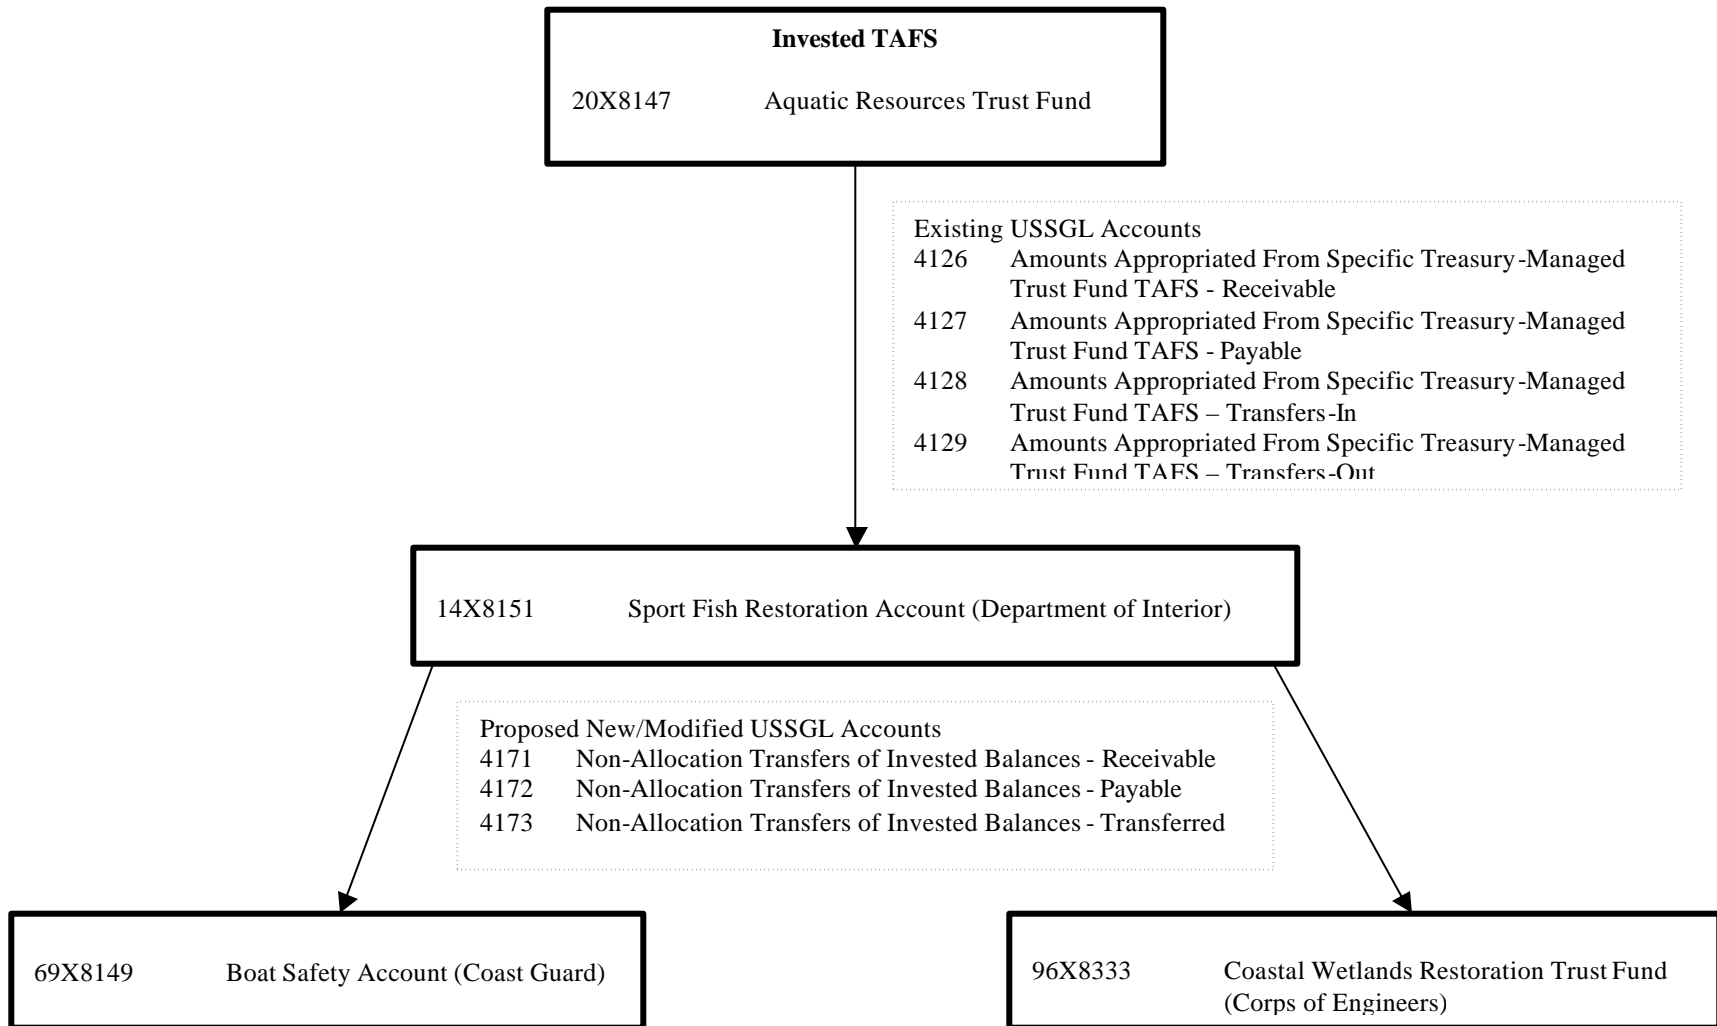 Invested TAFS
20X8147 Aquatic Resources Trust Fund
Existing USSGL Accounts
4126 Amounts Appropriated From Specific Treasury-Managed
Trust Fund TAFS - Receivable
4127 Amounts Appropriated From Specific Treasury-Managed
Trust Fund TAFS - Payable
4128 Amounts Appropriated From Specific Treasury-Managed
Trust Fund TAFS – Transfers-In
4129 Amounts Appropriated From Specific Treasury-Managed
Trust Fund TAFS – Transfers-Out
14X8151 Sport Fish Restoration Account (Department of Interior)
Proposed New/Modified USSGL Accounts
4171 Non-Allocation Transfers of Invested Balances - Receivable
4172 Non-Allocation Transfers of Invested Balances - Payable
4173 Non-Allocation Transfers of Invested Balances - Transferred
69X8149 Boat Safety Account (Coast Guard)
96X8333 Coastal Wetlands Restoration Trust Fund
(Corps of Engineers)